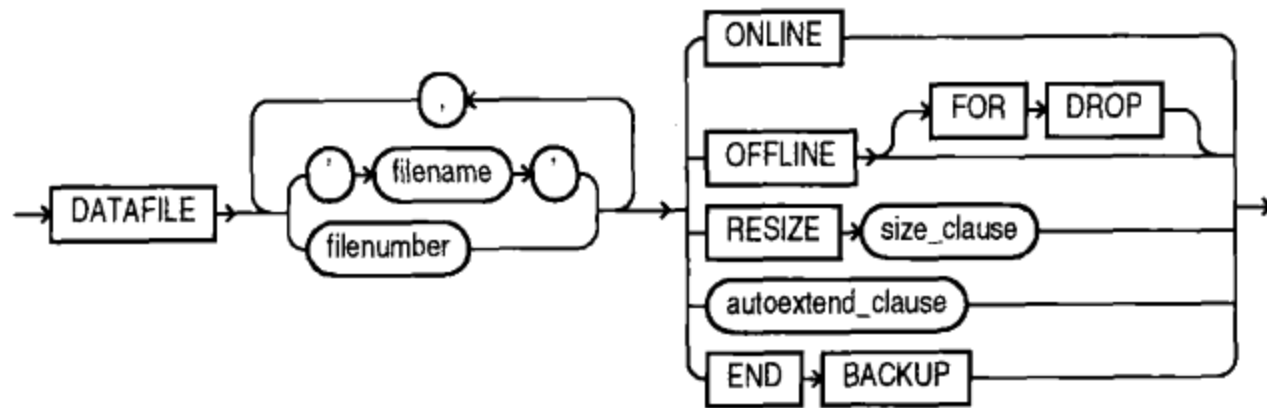 ONLINE
,
FOR DROP
' filename '
OFFLINE
DATAFILE
filenumber
RESIZE size_clause
autoextend_clause
END BACKUP